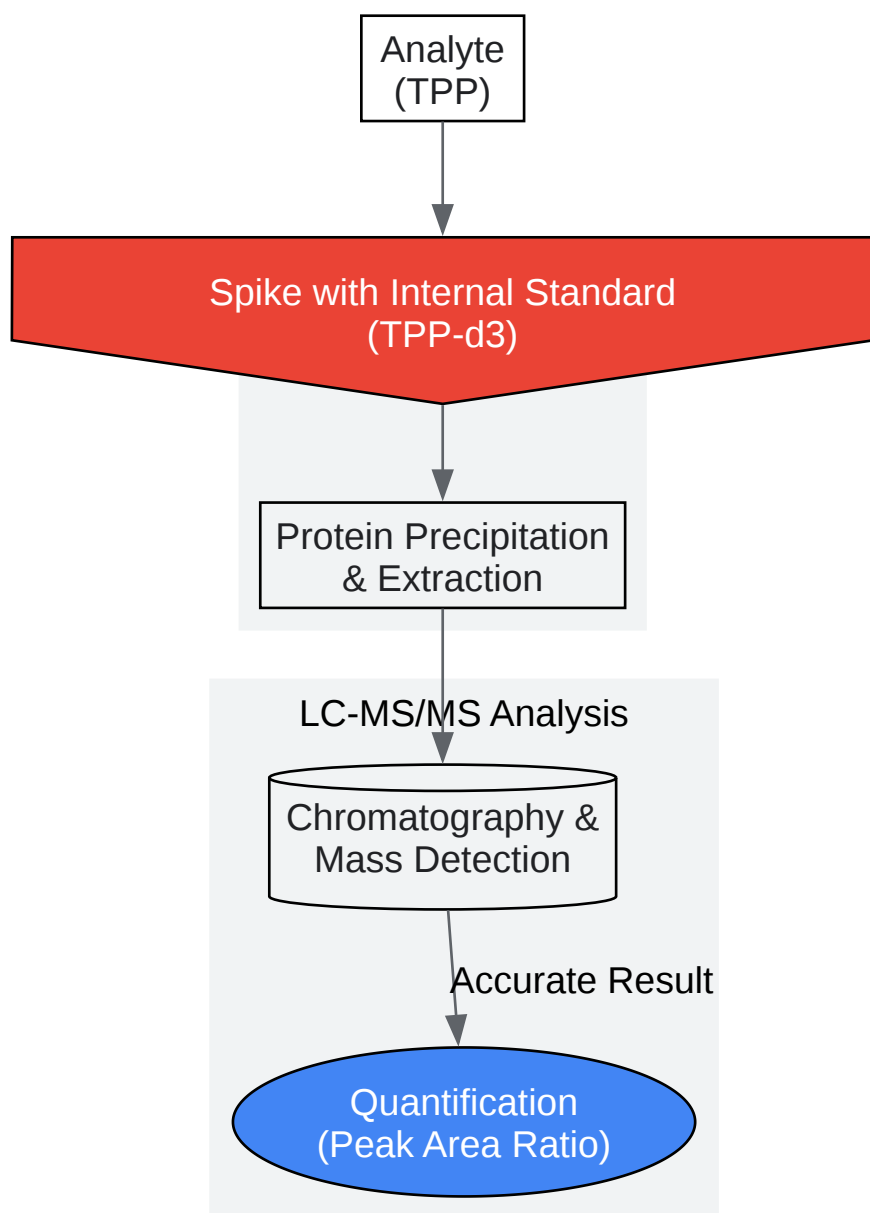 Analyte
(TPP)
Spike with Internal Standard
(TPP-d3)
Protein Precipitation
& Extraction
LC-MS/MS Analysis
Chromatography &
Mass Detection
Accurate Result
Quantification
(Peak Area Ratio)